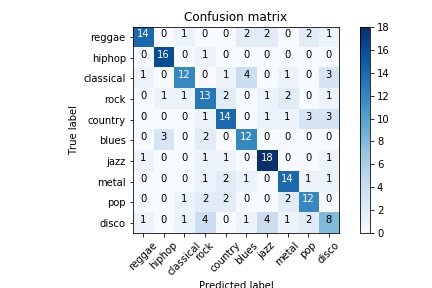 Confusion matrix
reggae 14 0 1 0 0 2 2 0 2 1
hiphop 0 16 0 1 0 0 0 0 0 0
classical 1 0 12 0 1 4 0 1 0 3
rock 0 1 1 13 2 0 1 2 0 1
country 0 0 0 2 14 0 1 1 3 3
blues 0 3 0 2 0 12 0 0 0 0
jazz 1 0 0 1 1 0 18 0 0 1
metal 0 0 0 1 2 1 0 14 1 1
pop 0 0 1 2 2 0 0 2 12 0
disco 1 0 1 4 0 1 4 1 2 8
reggae hiphop classical rock country blues jazz metal pop disco
True label
Predicted label
18
16
14
12
10
8
6
4
2
0